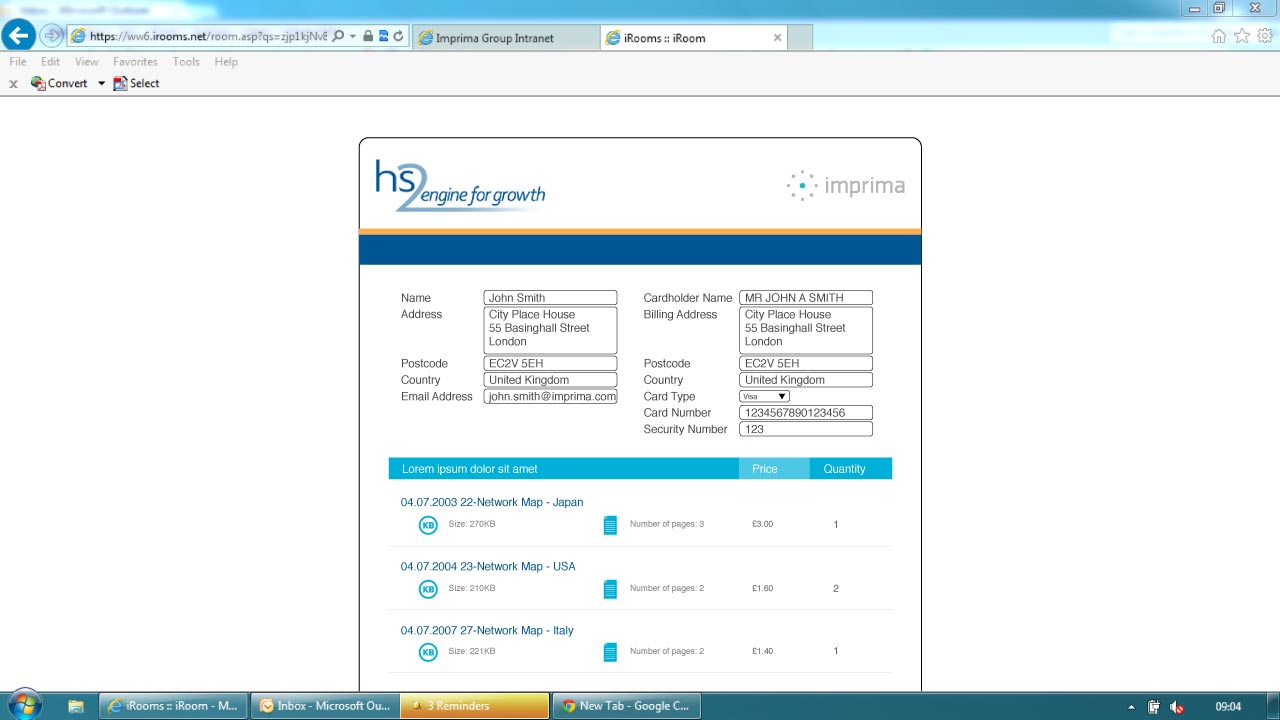 https://ww6.irooms.net/room.asp?qs=zjp1kjNvE
Imprima Group Intranet
iRooms :: iRoom
File Edit View Favorites Tools Help
x Convert Select
hs2 engine for growth
imprima
Name John Smith Cardholder Name MR JOHN A SMITH
Address City Place House Billing Address City Place House
55 Basinghall Street 55 Basinghall Street
London London
Postcode EC2V 5EH Postcode EC2V 5EH
Country United Kingdom Country United Kingdom
Email Address john.smith@imprima.com Card Type Visa
Card Number 1234567890123456
Security Number 123
Lorem ipsum dolor sit amet Price Quantity
04.07.2003 22-Network Map - Japan
KB Size: 270KB Number of pages: 3 £3.00 1
04.07.2004 23-Network Map - USA
KB Size: 210KB Number of pages: 2 £1.60 2
04.07.2007 27-Network Map - Italy
KB Size: 221KB Number of pages: 2 £1.40 1
iRooms :: iRoom - M... Inbox - Microsoft Ou... 3 Reminders New Tab - Google C... 09:04